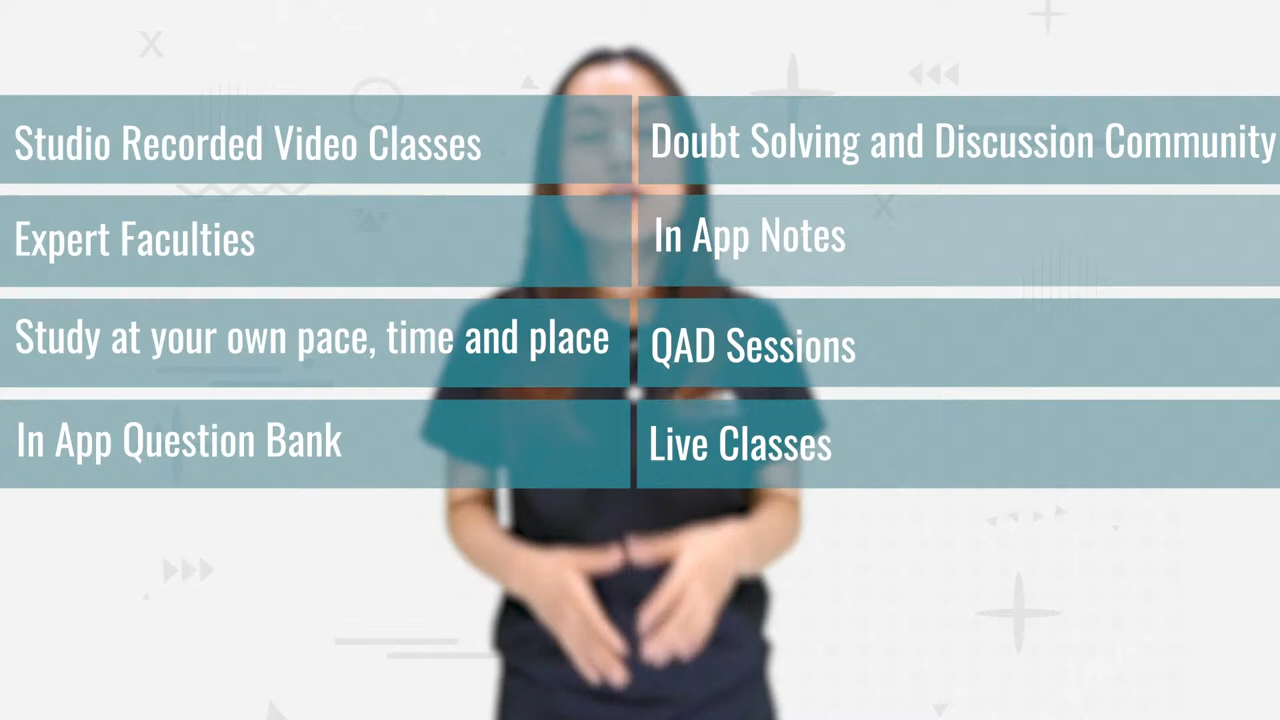 Studio Recorded Video Classes
Expert Faculties
Study at your own pace, time and place
In App Question Bank
Doubt Solving and Discussion Community
In App Notes
QAD Sessions
Live Classes